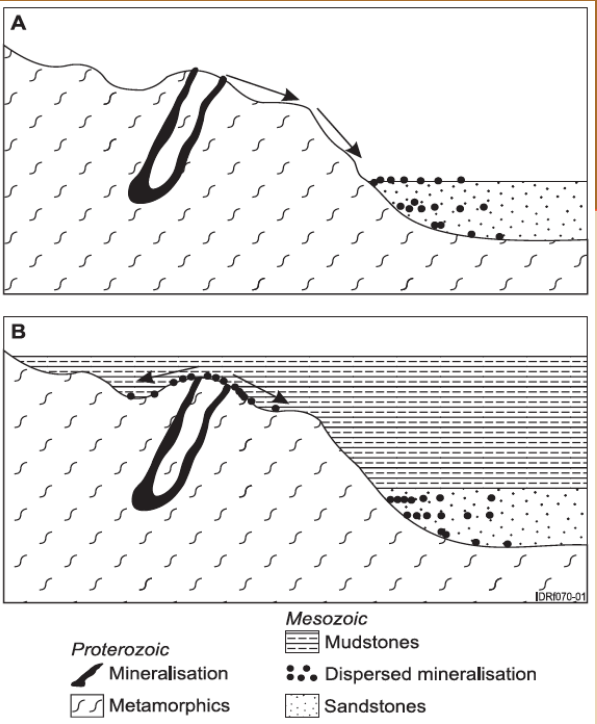 A
B
IDRf070-01
Proterozoic
Mineralisation
Metamorphics
Mesozoic
Mudstones
Dispersed mineralisation
Sandstones